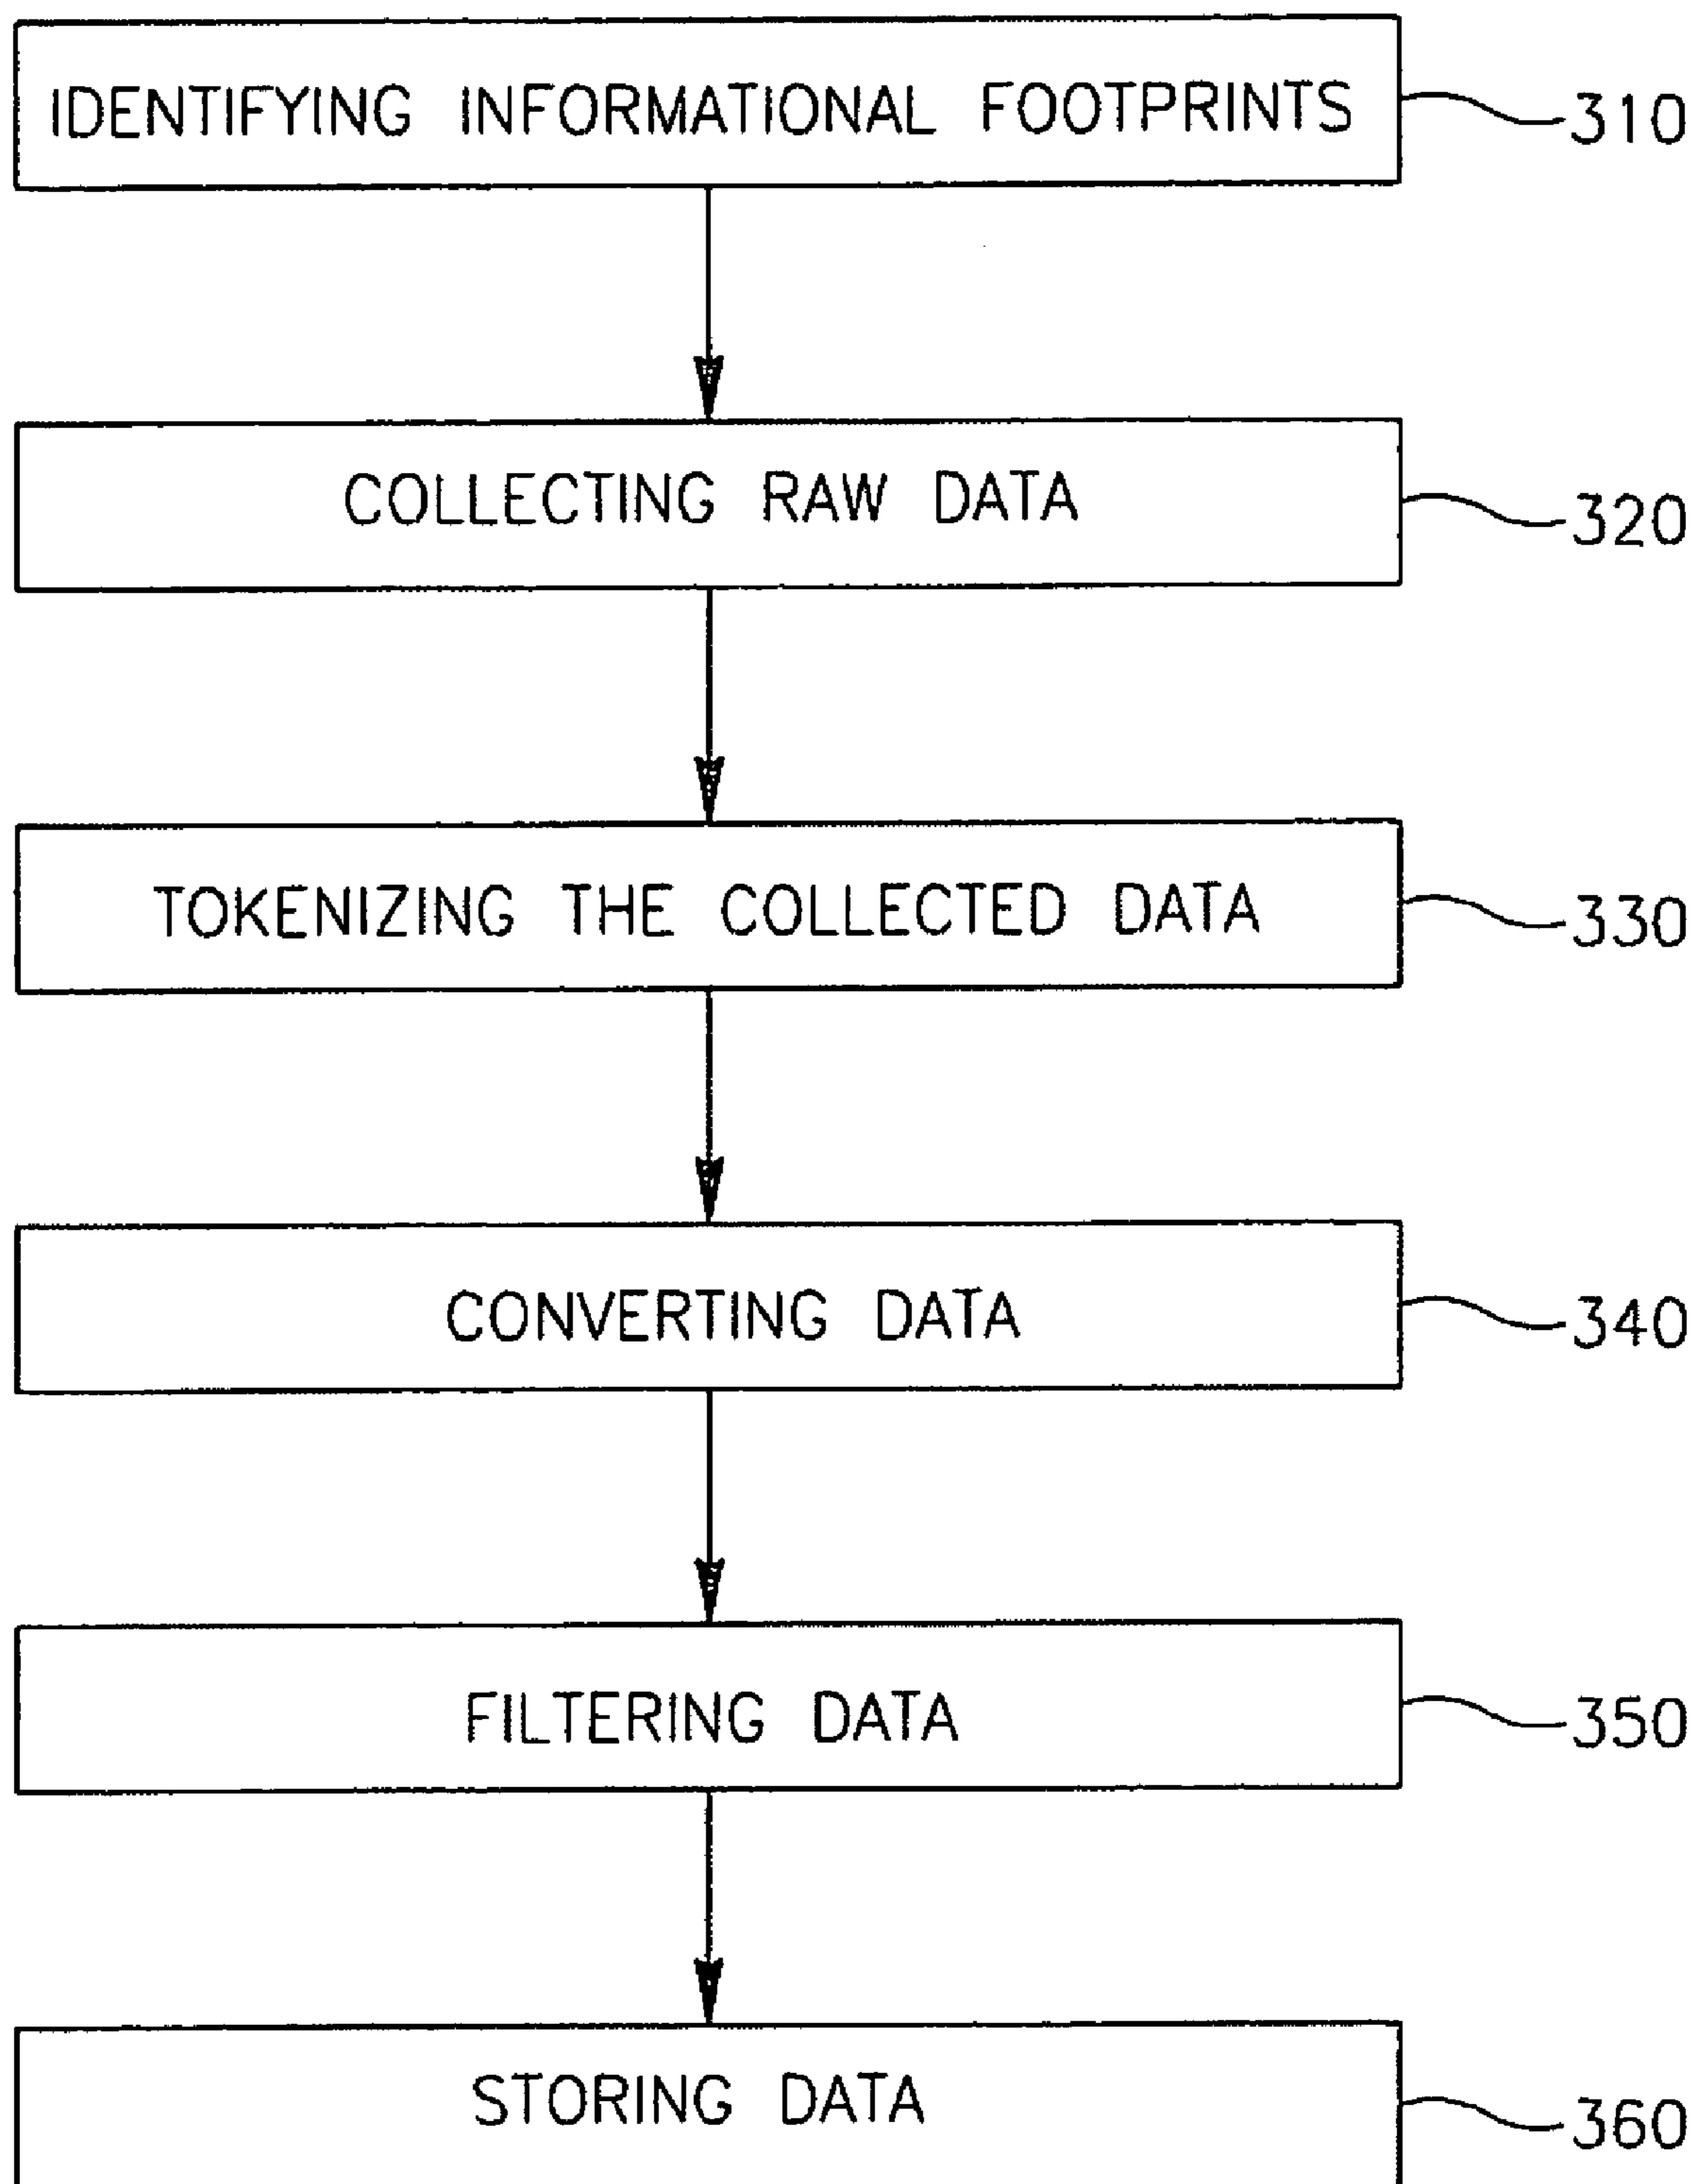 IDENTIFYING INFORMATIONAL FOOTPRINTS 310
COLLECTING RAW DATA 320
TOKENIZING THE COLLECTED DATA 330
CONVERTING DATA 340
FILTERING DATA 350
STORING DATA 360